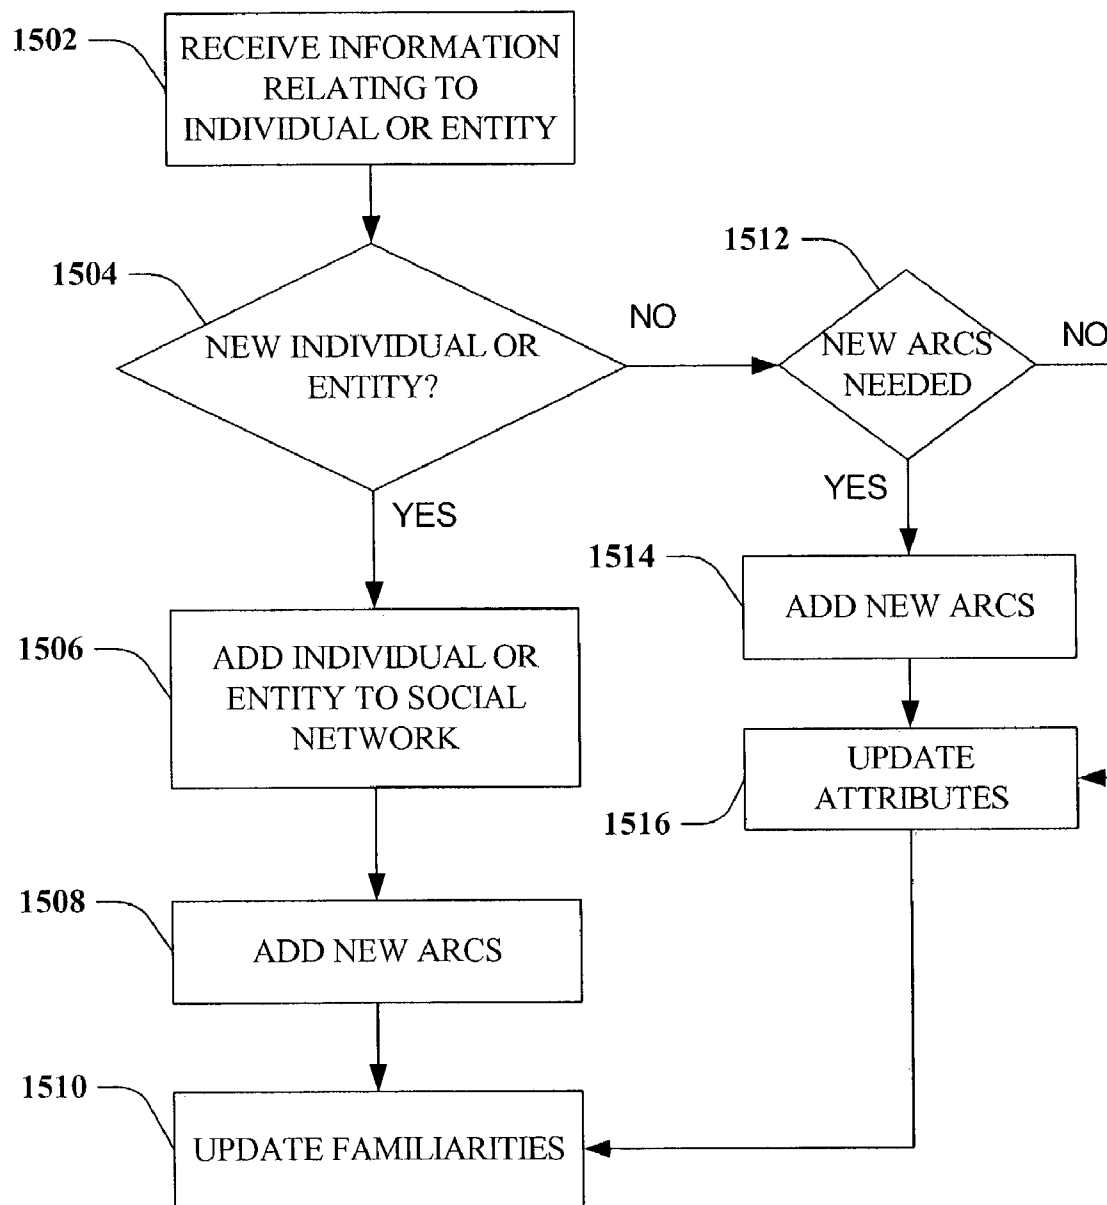 1502
RECEIVE INFORMATION
RELATING TO
INDIVIDUAL OR ENTITY
1504
NEW INDIVIDUAL OR
ENTITY?
NO
1512
NEW ARCS
NEEDED
NO
YES
YES
1514
ADD NEW ARCS
1506
ADD INDIVIDUAL OR
ENTITY TO SOCIAL
NETWORK
UPDATE
ATTRIBUTES
1516
1508
ADD NEW ARCS
1510
UPDATE FAMILIARITIES